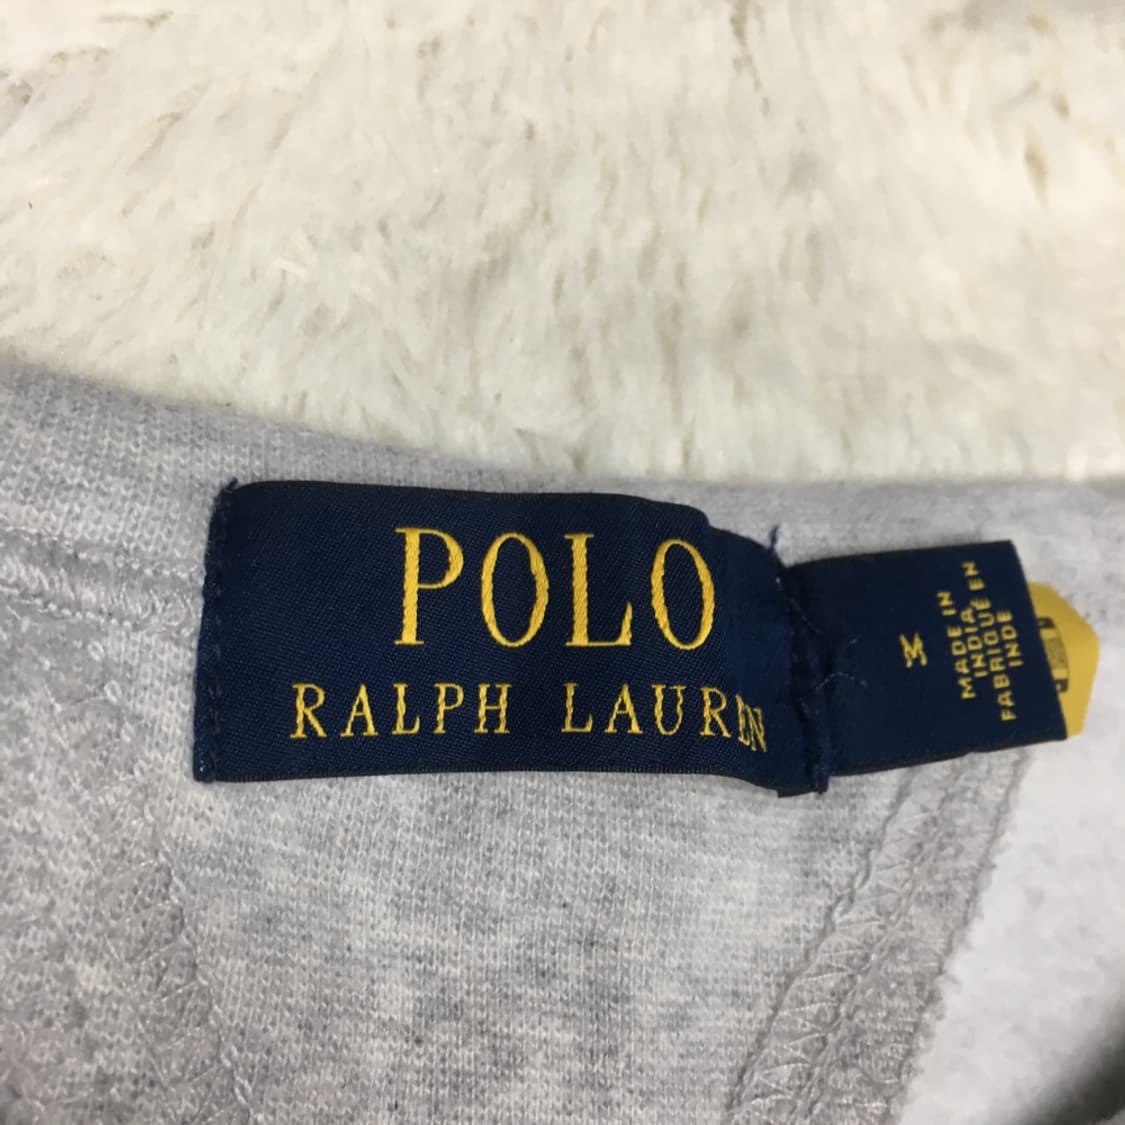 POLO
RALPH LAUREN
M
MADE IN
INDIA
FABRIQUÉ EN
INDE